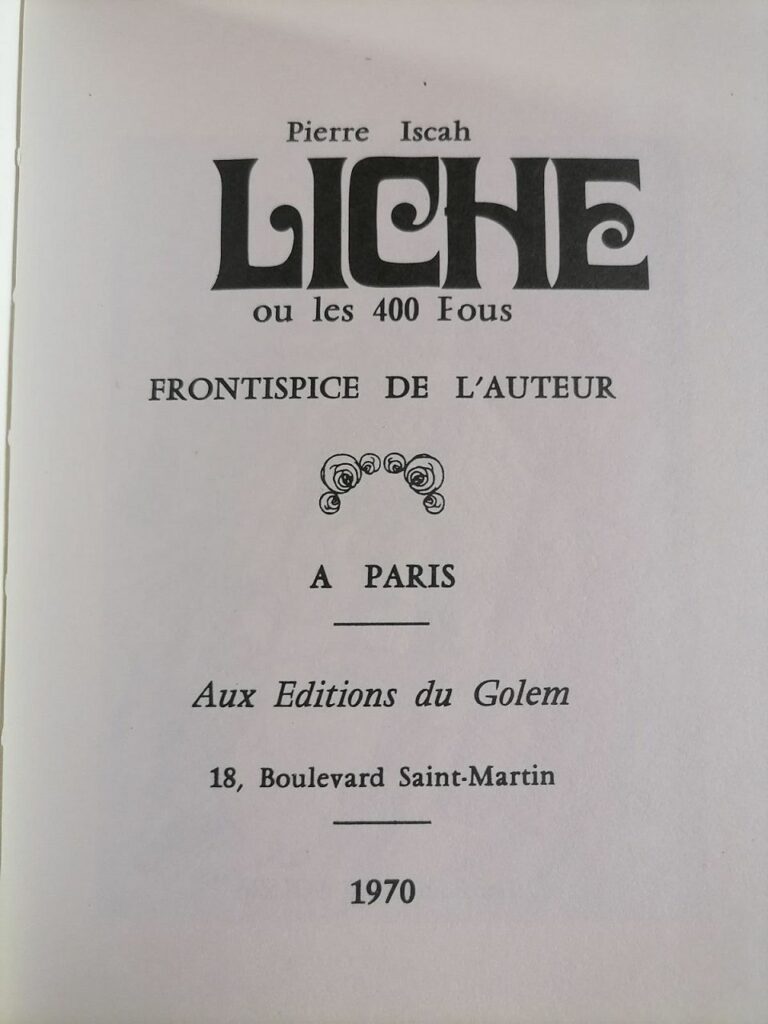 Pierre Iscah
LICHE
ou les 400 Fous
FRONTISPICE DE L'AUTEUR
A PARIS
Aux Editions du Golem
18, Boulevard Saint-Martin
1970